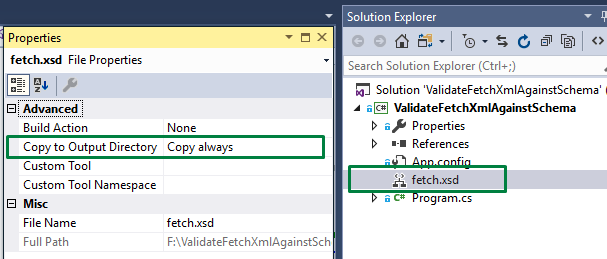 Properties
fetch.xsd File Properties
Advanced
Build Action None
Copy to Output Directory Copy always
Custom Tool
Custom Tool Namespace
Misc
File Name fetch.xsd
Full Path F:\ValidateFetchXmlAgainstSch
Solution Explorer
Search Solution Explorer (Ctrl+;)
Solution 'ValidateFetchXmlAgainstSchema'
C# ValidateFetchXmlAgainstSchema
Properties
References
App.config
fetch.xsd
C# Program.cs